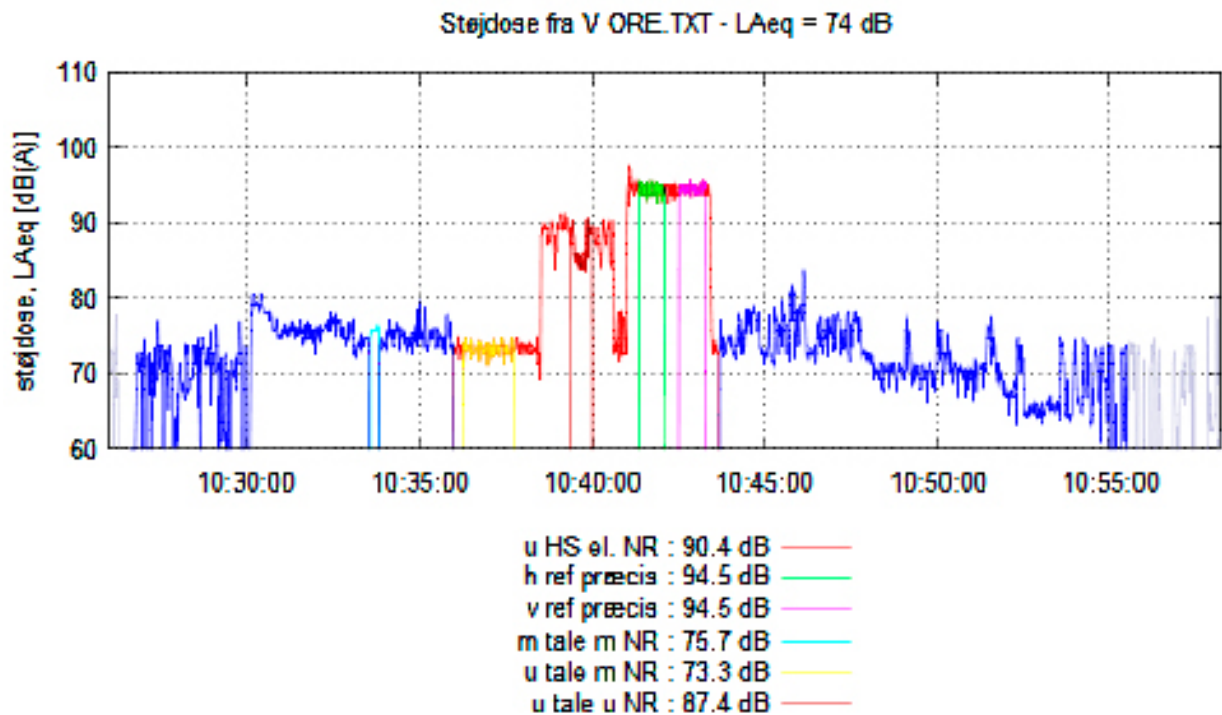 Støjdose fra V ORE.TXT - LAeq = 74 dB
støjdose, LAeq [dB(A)]
110
100
90
80
70
60
10:30:00 10:35:00 10:40:00 10:45:00 10:50:00 10:55:00
u HS el. NR : 90.4 dB
h ref præcis : 94.5 dB
v ref præcis : 94.5 dB
m tale m NR : 75.7 dB
u tale m NR : 73.3 dB
u tale u NR : 87.4 dB